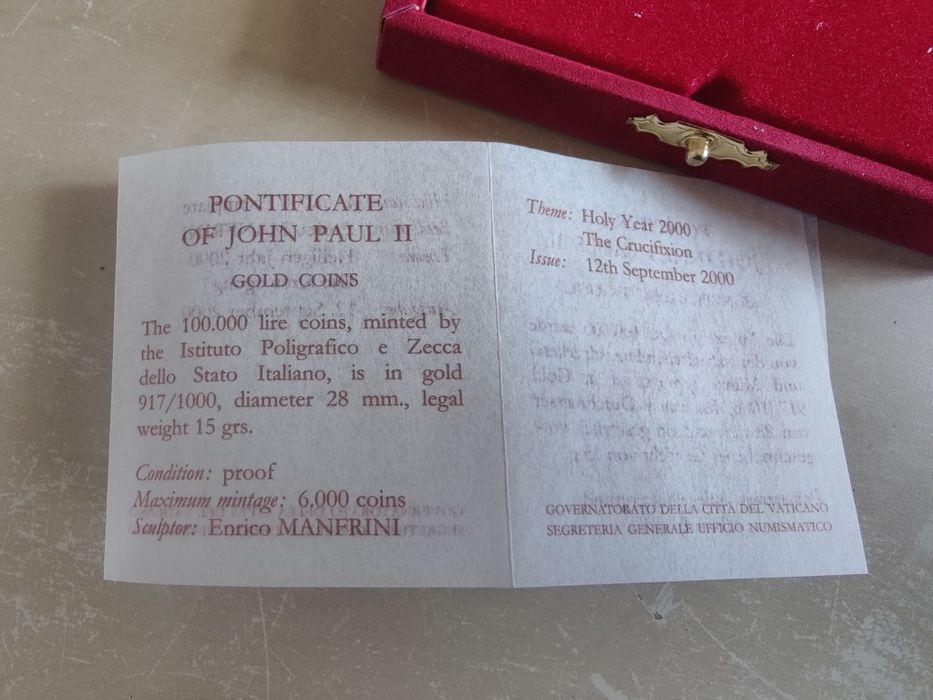 PONTIFICATE
OF JOHN PAUL II
GOLD COINS
The 100.000 lire coins, minted by
the Istituto Poligrafico e Zecca
dello Stato Italiano, is in gold
917/1000, diameter 28 mm., legal
weight 15 grs.
Condition: proof
Maximum mintage: 6,000 coins
Sculptor: Enrico MANFRINI
Theme: Holy Year 2000
The Crucifixion
Issue: 12th September 2000
GOVERNATORATO DELLA CITTÀ DEL VATICANO
SEGRETERIA GENERALE UFFICIO NUMISMATICO